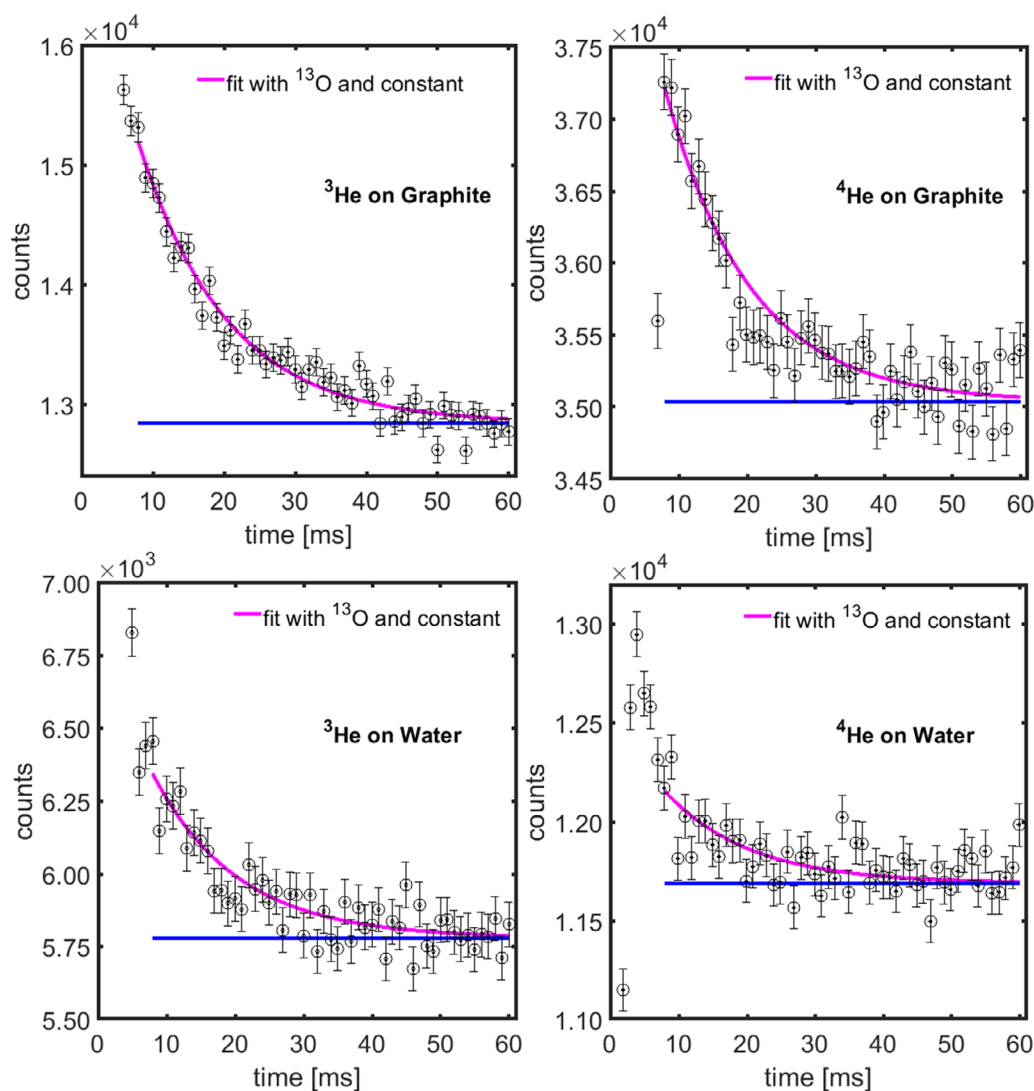 ×10⁴
1.6
1.5
1.4
1.3
counts
0 10 20 30 40 50 60
time [ms]
fit with ¹³O and constant
³He on Graphite
×10⁴
3.75
3.70
3.65
3.60
3.55
3.50
3.45
counts
0 10 20 30 40 50 60
time [ms]
fit with ¹³O and constant
⁴He on Graphite
×10³
7.00
6.75
6.50
6.25
6.00
5.75
5.50
counts
0 10 20 30 40 50 60
time [ms]
fit with ¹³O and constant
³He on Water
×10⁴
1.30
1.25
1.20
1.15
1.10
counts
0 10 20 30 40 50 60
time [ms]
fit with ¹³O and constant
⁴He on Water